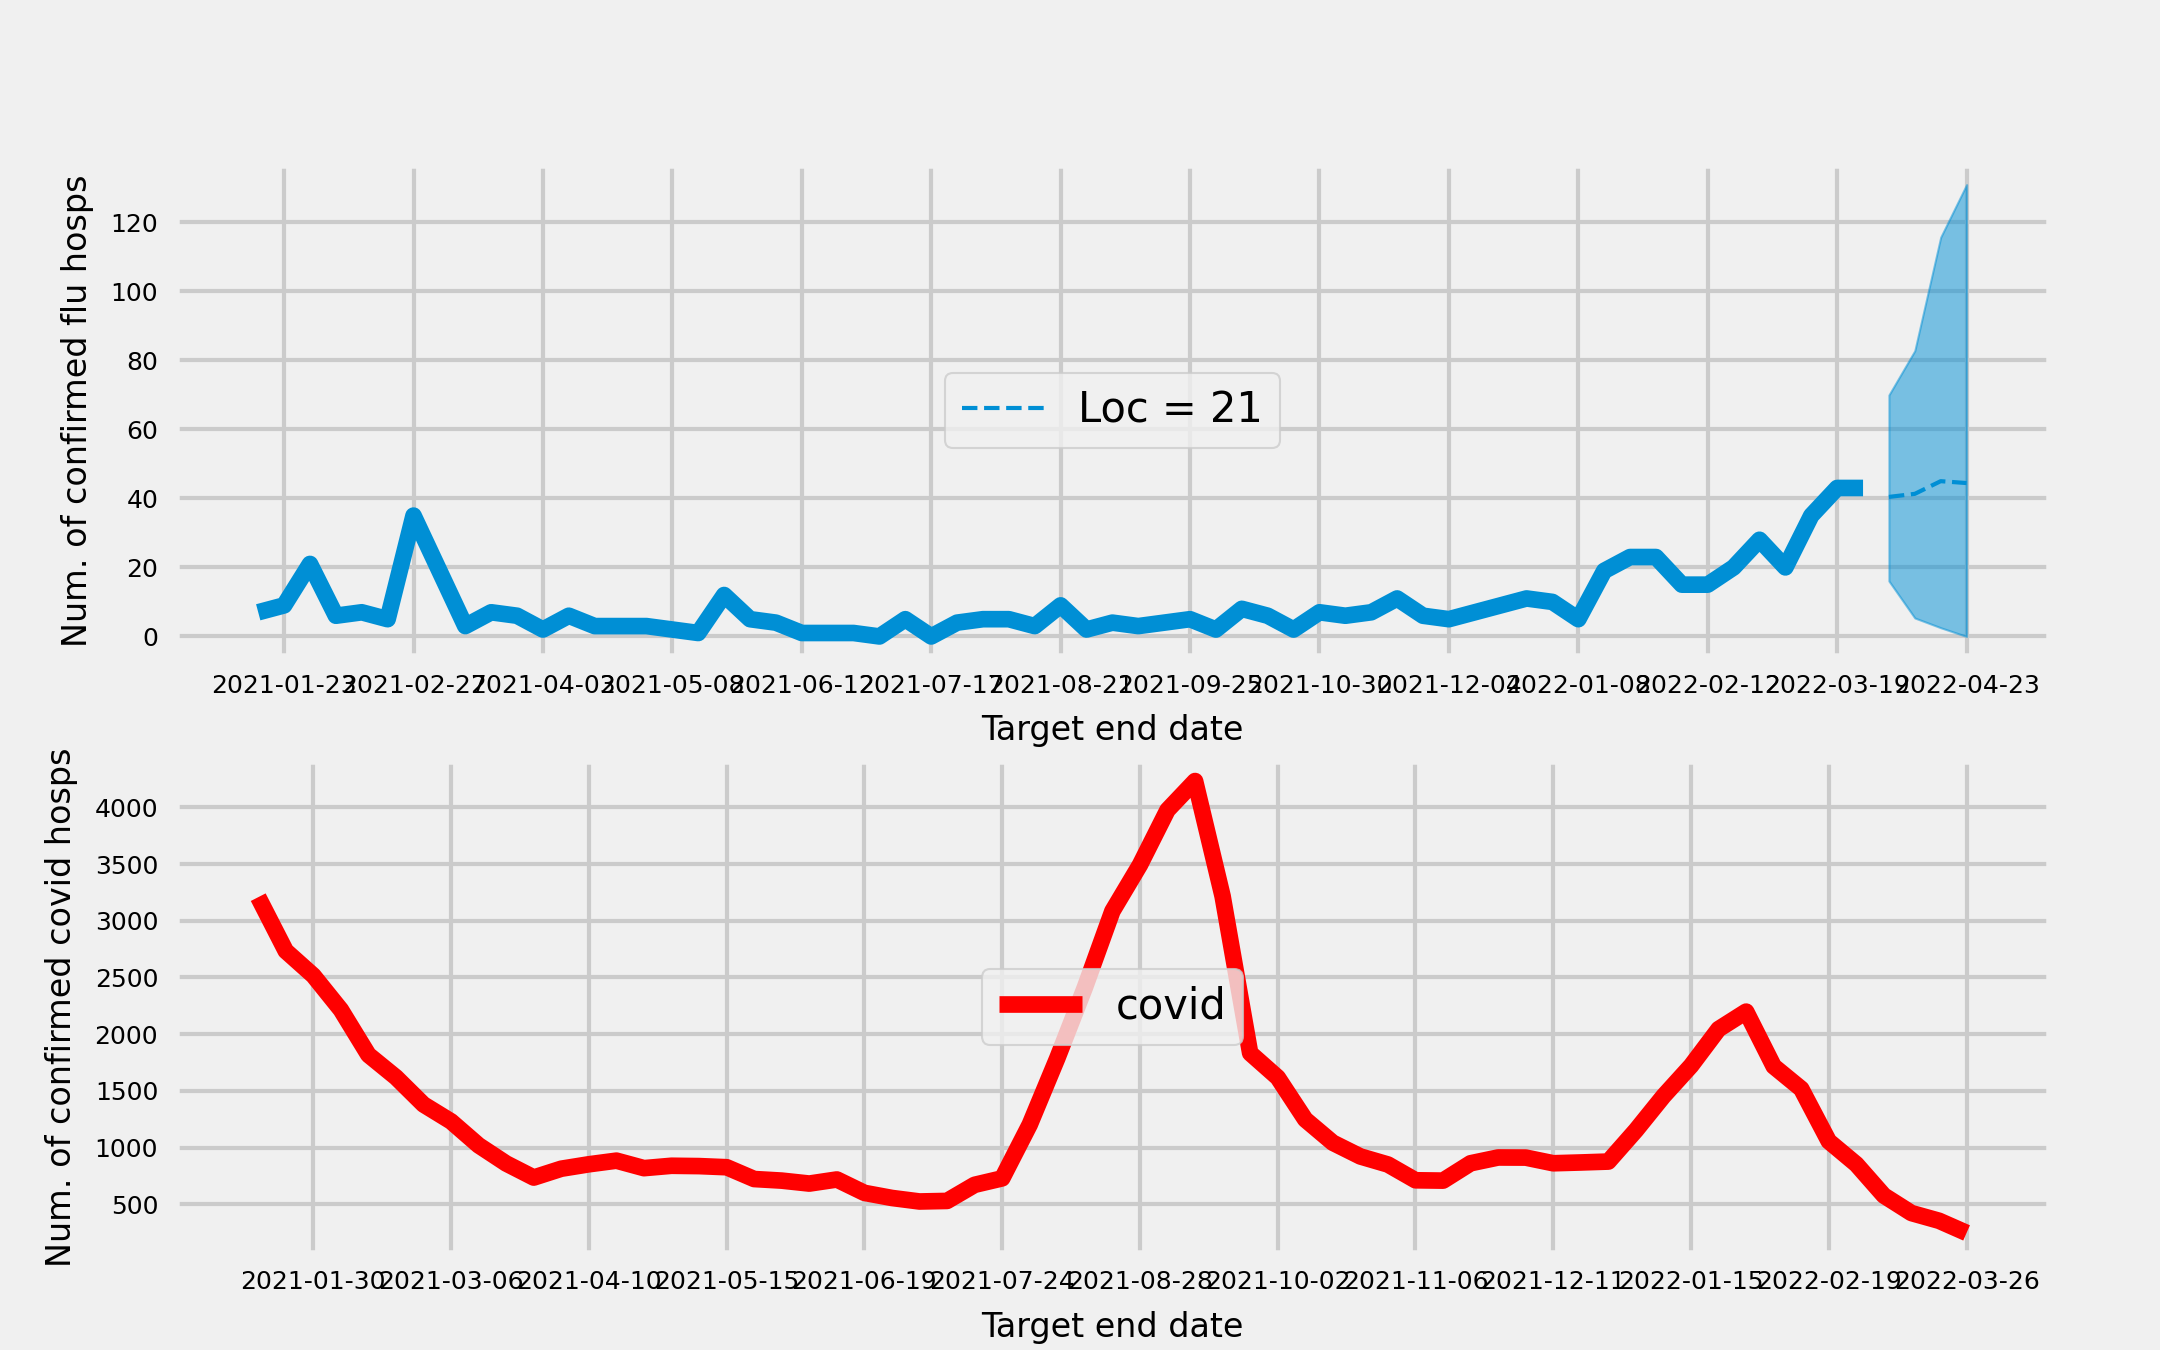 Num. of confirmed flu hosps
120
100
80
60
40
20
0
Loc = 21
2021-01-23 2021-02-27 2021-04-03 2021-05-08 2021-06-12 2021-07-17 2021-08-21 2021-09-25 2021-10-30 2021-12-04 2022-01-08 2022-02-12 2022-03-19 2022-04-23
Target end date
Num. of confirmed covid hosps
4000
3500
3000
2500
2000
1500
1000
500
covid
2021-01-30 2021-03-06 2021-04-10 2021-05-15 2021-06-19 2021-07-24 2021-08-28 2021-10-02 2021-11-06 2021-12-11 2022-01-15 2022-02-19 2022-03-26
Target end date